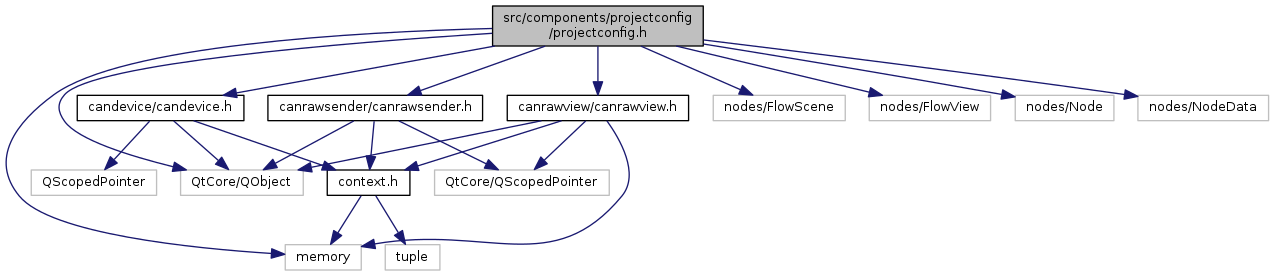 src/components/projectconfig
/projectconfig.h
candevice/candevice.h
canrawsender/canrawsender.h
canrawview/canrawview.h
nodes/FlowScene
nodes/FlowView
nodes/Node
nodes/NodeData
QScopedPointer
QtCore/QObject
context.h
QtCore/QScopedPointer
memory
tuple